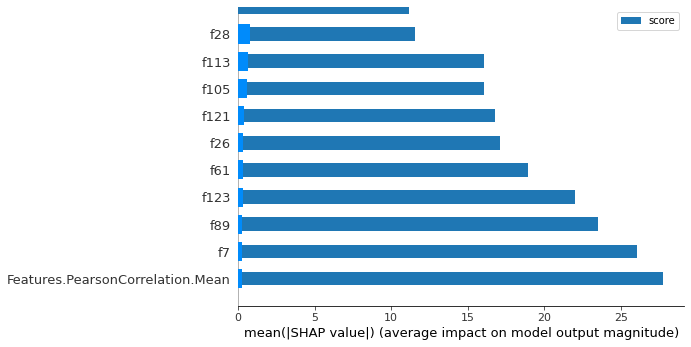 score
f28
f113
f105
f121
f26
f61
f123
f89
f7
Features.PearsonCorrelation.Mean
0 5 10 15 20 25
mean(|SHAP value|) (average impact on model output magnitude)